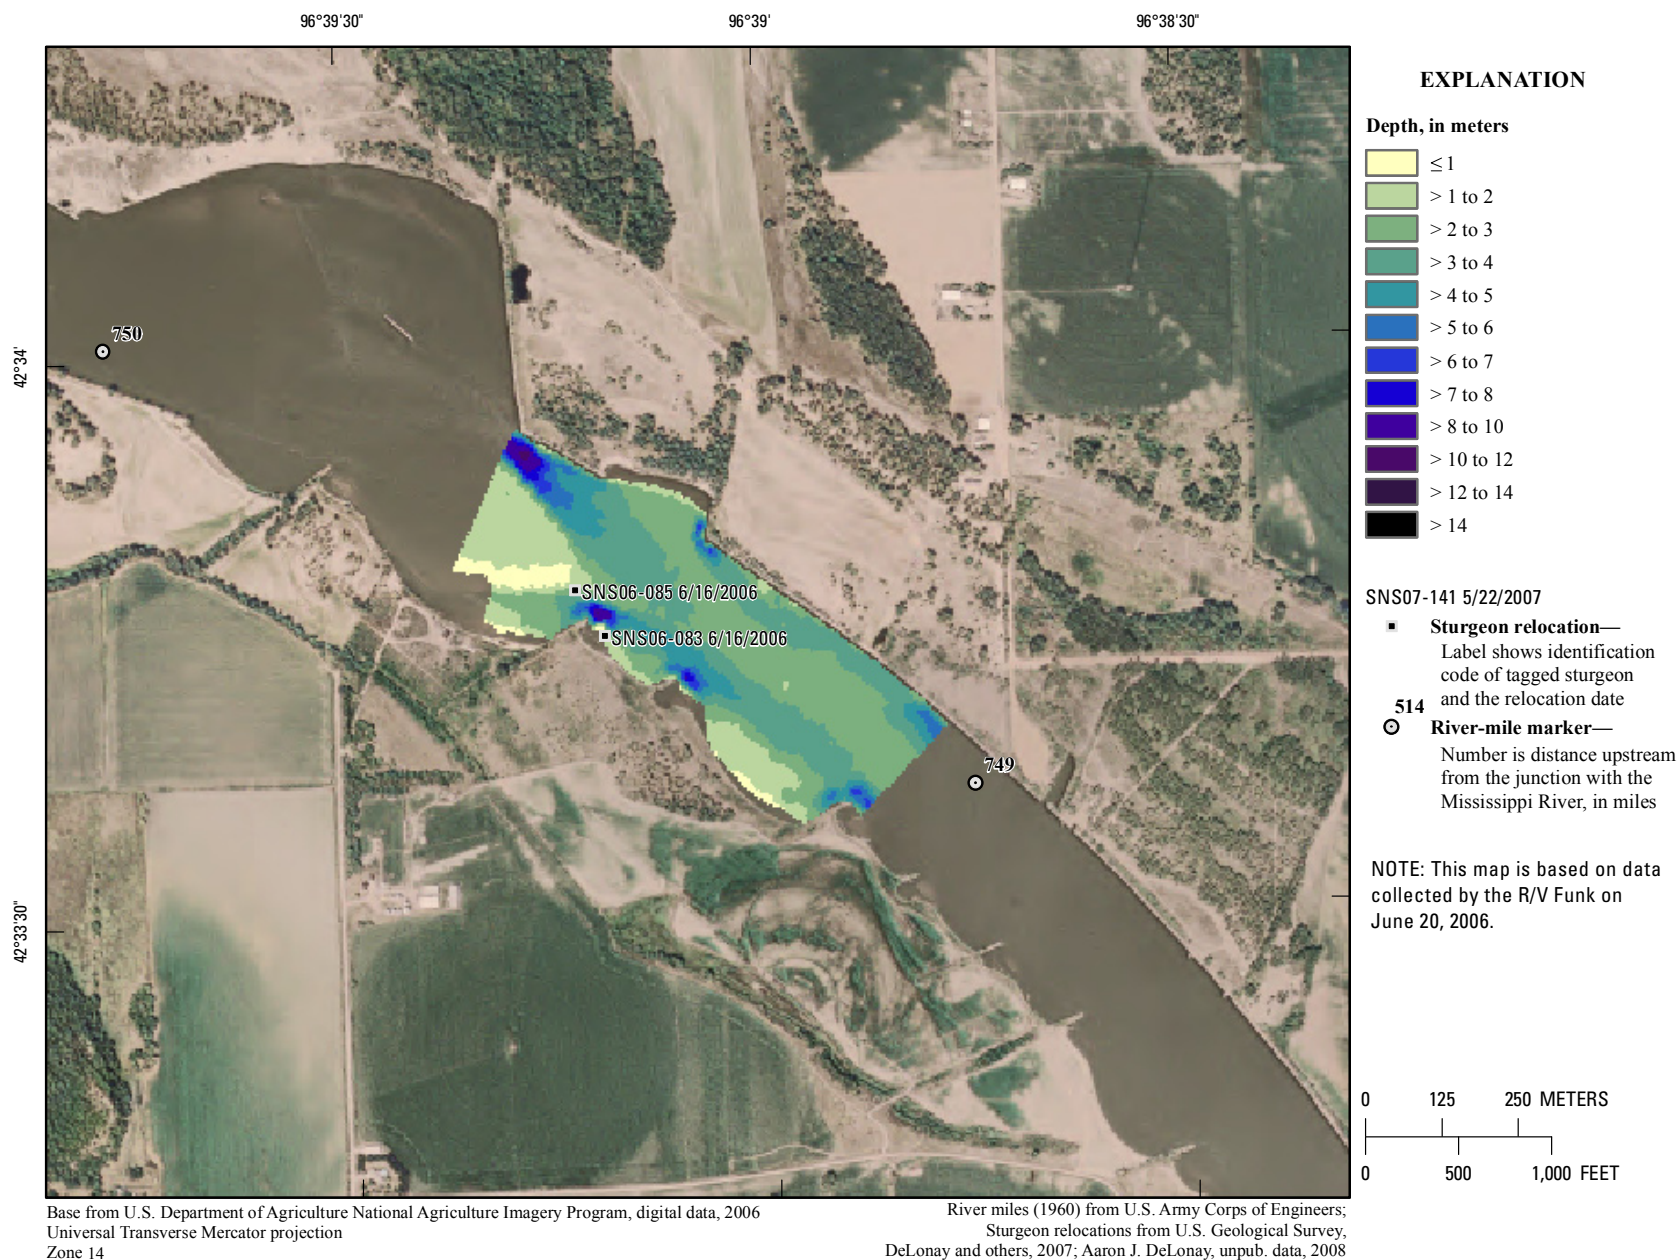 96°39'30"
96°39'
96°38'30"
42°34'
42°33'30"
750
SNS06-085 6/16/2006
SNS06-083 6/16/2006
749
EXPLANATION
Depth, in meters
≤ 1
> 1 to 2
> 2 to 3
> 3 to 4
> 4 to 5
> 5 to 6
> 6 to 7
> 7 to 8
> 8 to 10
> 10 to 12
> 12 to 14
> 14
SNS07-141 5/22/2007
Sturgeon relocation—
Label shows identification
code of tagged sturgeon
and the relocation date
514
River-mile marker—
Number is distance upstream
from the junction with the
Mississippi River, in miles
NOTE: This map is based on data
collected by the R/V Funk on
June 20, 2006.
0 125 250 METERS
0 500 1,000 FEET
Base from U.S. Department of Agriculture National Agriculture Imagery Program, digital data, 2006
Universal Transverse Mercator projection
Zone 14
River miles (1960) from U.S. Army Corps of Engineers;
Sturgeon relocations from U.S. Geological Survey,
DeLonay and others, 2007; Aaron J. DeLonay, unpub. data, 2008